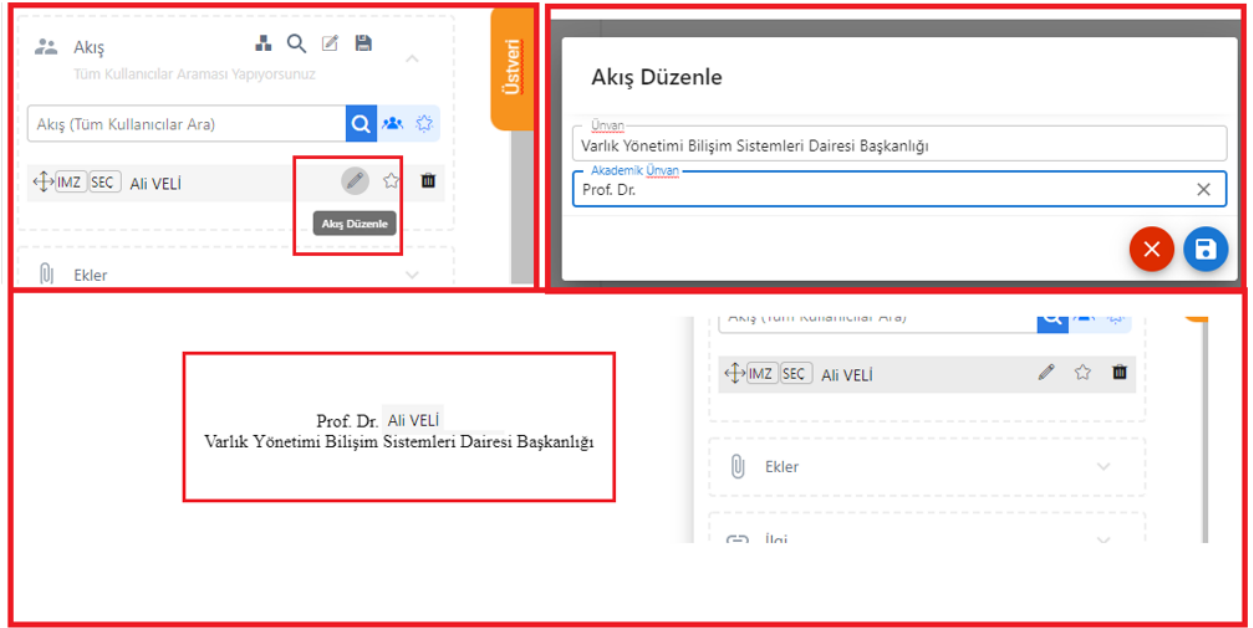 Akış
Tüm Kullanıcılar Araması Yapıyorsunuz
Üstveri
Akış (Tüm Kullanıcılar Ara)
IMZ SEÇ Ali VELİ
Akış Düzenle
Ekler
Akış Düzenle
Ünvan
Varlık Yönetimi Bilişim Sistemleri Dairesi Başkanlığı
Akademik Ünvan
Prof. Dr.
Prof. Dr. Ali VELİ
Varlık Yönetimi Bilişim Sistemleri Dairesi Başkanlığı
Akış (Tüm Kullanıcılar Ara)
IMZ SEÇ Ali VELİ
Ekler
İlgi